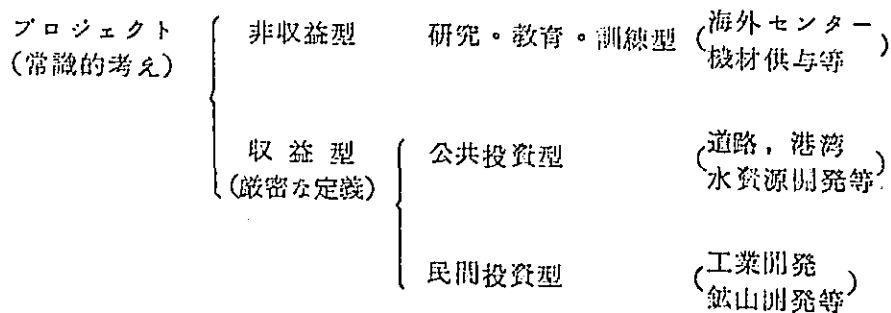 プロジェクト
(常識的考え)
非収益型
研究・教育・訓練型
(海外センター
機材供与等)
収益型
(厳密な定義)
公共投資型
(道路，港湾
水資源開発等)
民間投資型
(工業開発
鉱山開発等)